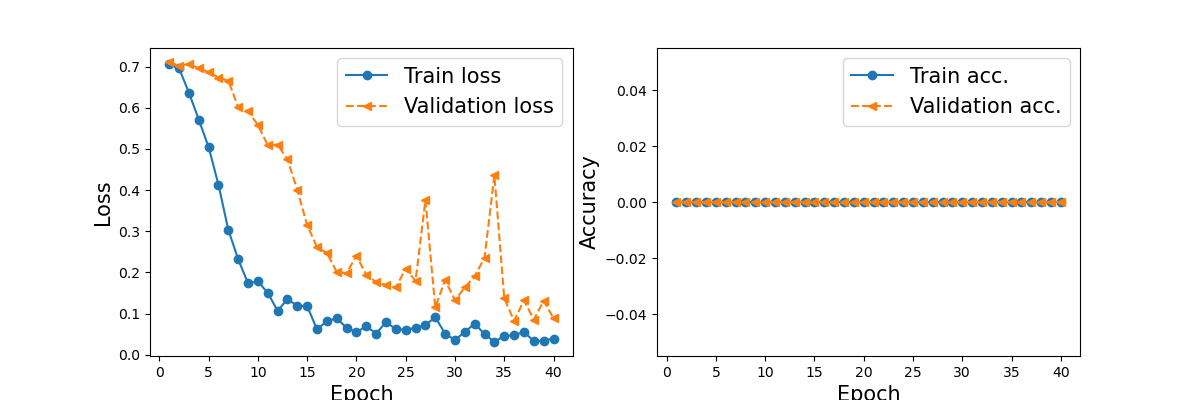 0.7
0.6
0.5
0.4
0.3
0.2
0.1
0.0
Loss
Train loss
Validation loss
0 5 10 15 20 25 30 35 40
Epoch
0.04
0.02
0.00
−0.02
−0.04
Accuracy
Train acc.
Validation acc.
0 5 10 15 20 25 30 35 40
Epoch